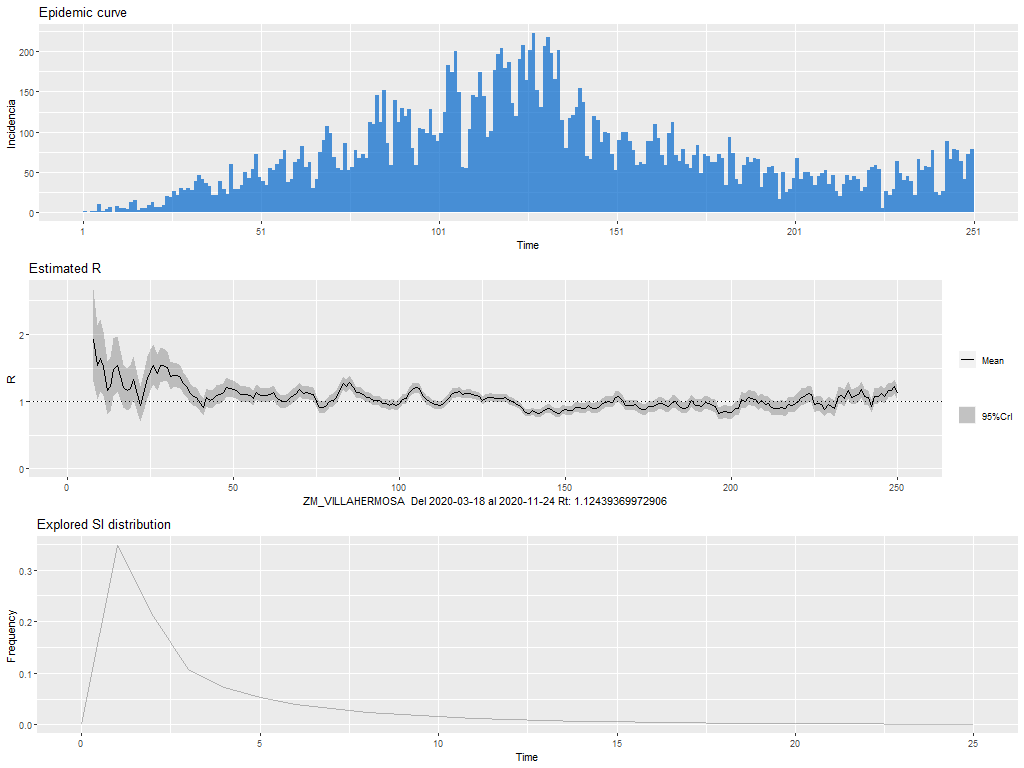 Epidemic curve
Incidencia
200
150
100
50
0
1
51
101
151
201
251
Time
Estimated R
R
2
1
0
0
50
100
150
200
250
Mean
95%CrI
ZM_VILLAHERMOSA Del 2020-03-18 al 2020-11-24 Rt: 1.12439369972906
Explored SI distribution
Frequency
0.3
0.2
0.1
0.0
0
5
10
15
20
25
Time